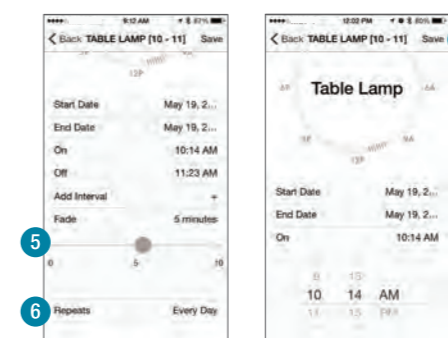 9:12 AM 87%
Back TABLE LAMP [10 - 11] Save
12P
Start Date May 19, 2...
End Date May 19, 2...
On 10:14 AM
Off 11:23 AM
Add Interval +
Fade 5 minutes
5
0 5 10
6 Repeats Every Day
12:02 PM 80%
Back TABLE LAMP [10 - 11] Save
6P Table Lamp 6A
9P 9A
12P
Start Date May 19, 2...
End Date May 19, 2...
On 10:14 AM
9 13
10 14 AM
11 15 PM